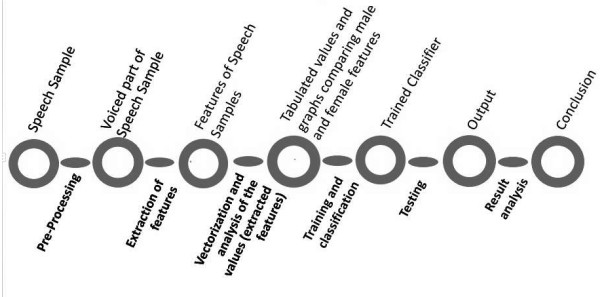 Speech Sample
Voiced part of
Speech Sample
Features of Speech
Samples
Tabulated values and
graphs comparing male
and female features
Trained Classifier
Output
Conclusion
Pre-Processing
Extraction of
features
Vectorization and
analysis of the
values (extracted
features)
Training and
classification
Testing
Result
analysis